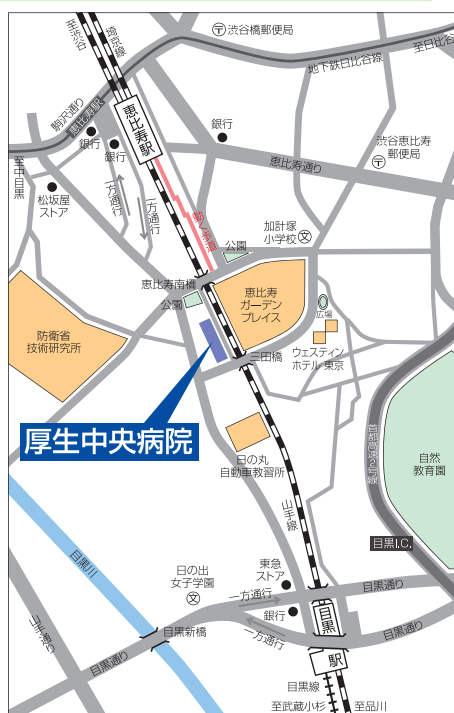 至渋谷
埼京線
〒渋谷橋郵便局
地下鉄日比谷線
至日比谷
駒沢通り
恵比寿駅
恵比寿駅
銀行
銀行
銀行
渋谷恵比寿
郵便局
〒
恵比寿通り
至中目黒
松坂屋
ストア
一方通行
一方通行
動く歩道
加計塚
小学校
文
公園
恵比寿南橋
公園
恵比寿
ガーデン
プレイス
広場
防衛省
技術研究所
三田橋
ウェスティン
ホテル 東京
厚生中央病院
日の丸
自動車教習所
首都高速2号線
自然
教育園
山手線
目黒I.C.
目黒川
日の出
女子学園
文
東急
ストア
一方通行
目黒通り
銀行
目黒
駅
山手通り
目黒新橋
一方通行
目黒通り
目黒通り
目黒線
至武蔵小杉
至品川